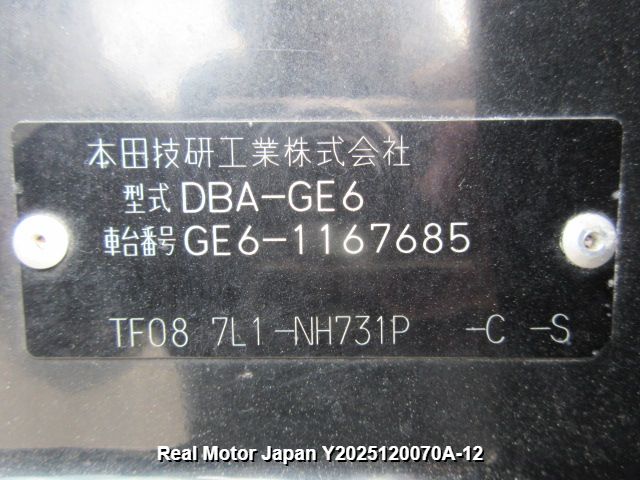 本田技研工業株式会社
型式 DBA-GE6
車台番号 GE6-1167685
TF08 7L1-NH731P -C -S
Real Motor Japan Y2025120070A-12